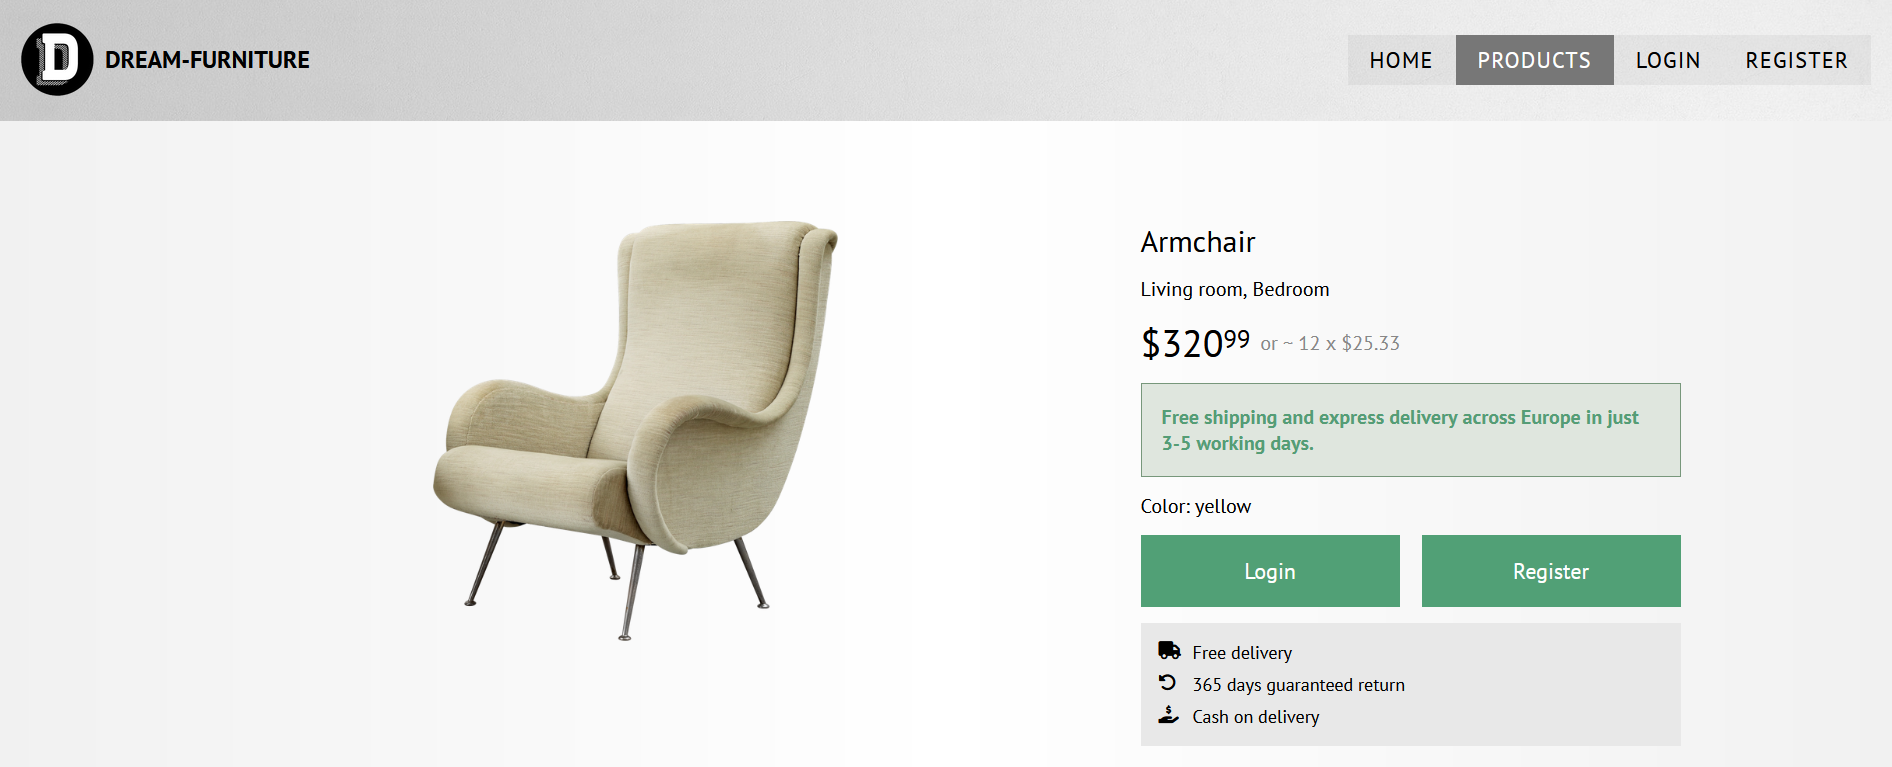 D DREAM-FURNITURE
HOME PRODUCTS LOGIN REGISTER
Armchair
Living room, Bedroom
$320.99 or ~ 12 x $25.33
Free shipping and express delivery across Europe in just
3-5 working days.
Color: yellow
Login Register
Free delivery
365 days guaranteed return
Cash on delivery